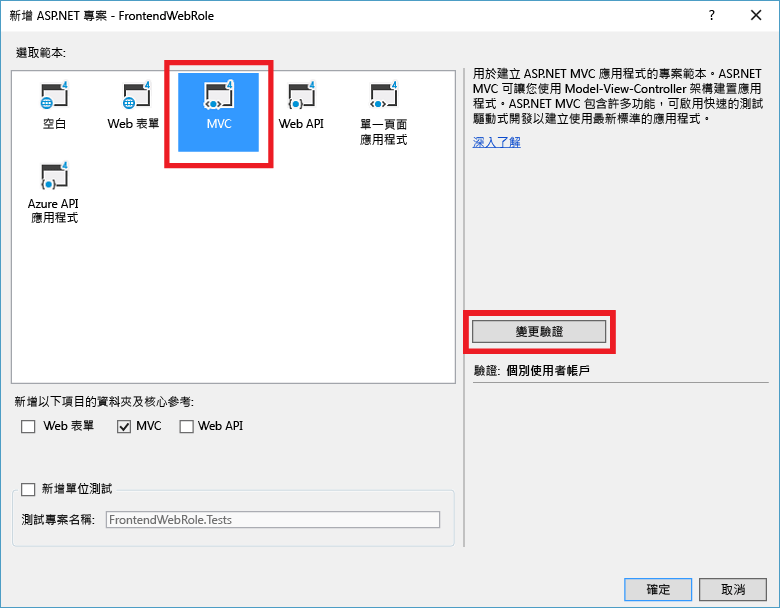 新增 ASP.NET 專案 - FrontendWebRole
?
選取範本:
空白
Web 表單
MVC
Web API
單一頁面
應用程式
Azure API
應用程式
用於建立 ASP.NET MVC 應用程式的專案範本。ASP.NET
MVC 可讓您使用 Model-View-Controller 架構建置應用
程式。ASP.NET MVC 包含許多功能，可啟用快速的測試
驅動式開發以建立使用最新標準的應用程式。
深入了解
變更驗證
驗證: 個別使用者帳戶
新增以下項目的資料夾及核心參考:
Web 表單
MVC
Web API
新增單位測試
測試專案名稱:
FrontendWebRole.Tests
確定
取消